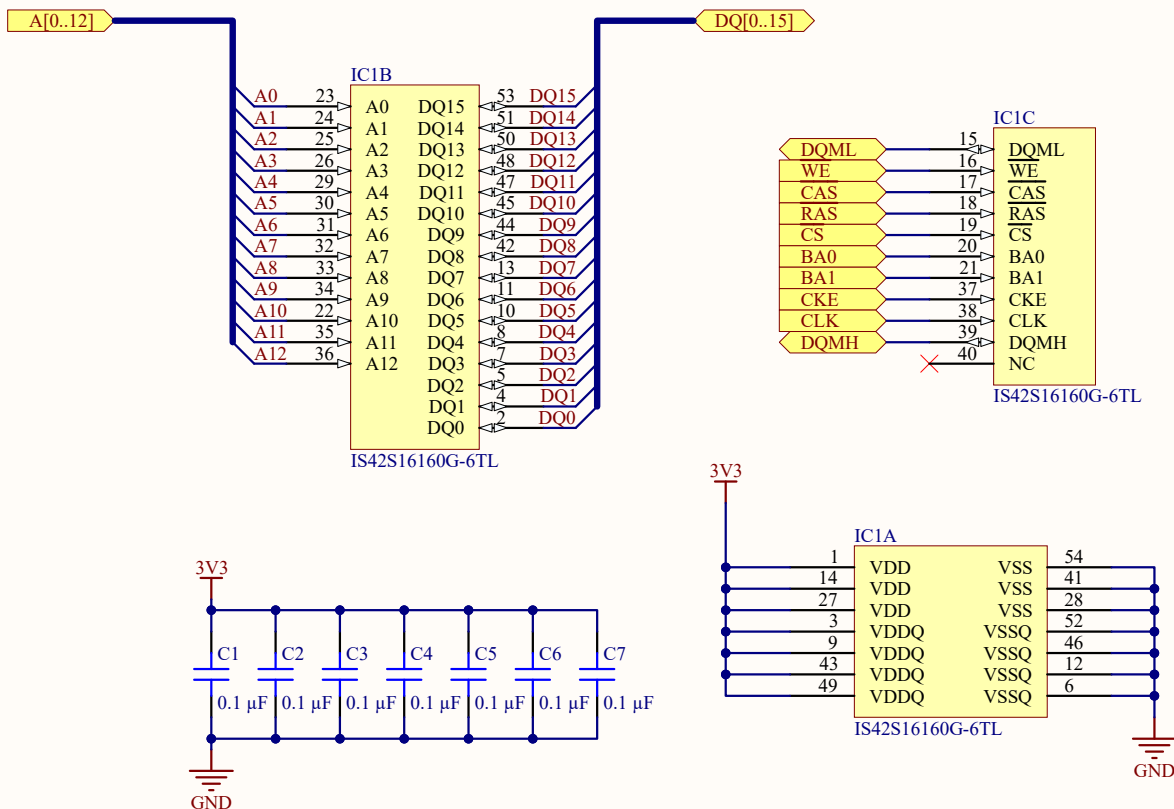 A[0..12]
DQ[0..15]
IC1B
A0 23 A0 DQ15 53 DQ15
A1 24 A1 DQ14 51 DQ14
A2 25 A2 DQ13 50 DQ13
A3 26 A3 DQ12 48 DQ12
A4 29 A4 DQ11 47 DQ11
A5 30 A5 DQ10 45 DQ10
A6 31 A6 DQ9 44 DQ9
A7 32 A7 DQ8 42 DQ8
A8 33 A8 DQ7 13 DQ7
A9 34 A9 DQ6 11 DQ6
A10 22 A10 DQ5 10 DQ5
A11 35 A11 DQ4 8 DQ4
A12 36 A12 DQ3 7 DQ3
DQ2 5 DQ2
DQ1 4 DQ1
DQ0 2 DQ0
IS42S16160G-6TL
IC1C
DQML 15 DQML
WE 16 WE
CAS 17 CAS
RAS 18 RAS
CS 19 CS
BA0 20 BA0
BA1 21 BA1
CKE 37 CKE
CLK 38 CLK
DQMH 39 DQMH
40 NC
IS42S16160G-6TL
3V3
C1 C2 C3 C4 C5 C6 C7
0.1 µF 0.1 µF 0.1 µF 0.1 µF 0.1 µF 0.1 µF 0.1 µF
GND
3V3
IC1A
1 VDD VSS 54
14 VDD VSS 41
27 VDD VSS 28
3 VDDQ VSSQ 52
9 VDDQ VSSQ 46
43 VDDQ VSSQ 12
49 VDDQ VSSQ 6
IS42S16160G-6TL
GND